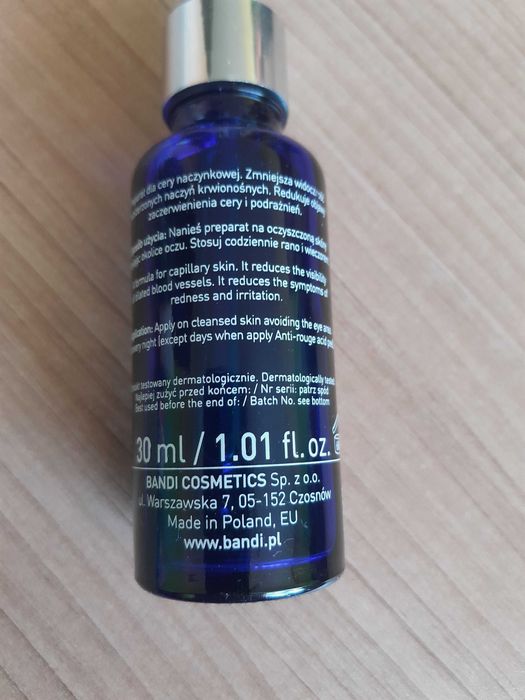 dla cery naczynkowej. Zmniejsza
naczyń krwionośnych. Redukuje objawy
zaczerwienienia cery i podrażnień.
użycia: Nanieś preparat na oczyszczoną skórę
okolice oczu. Stosuj codziennie rano i wieczorem
formula for capillary skin. It reduces the visibility
blood vessels. It reduces the symptoms of
redness and irritation.
Apply on cleansed skin avoiding the eye area
every night (except days when apply Anti-rouge acid
testowany dermatologicznie. Dermatologically tested
Najlepiej zużyć przed końcem: / Nr serii: patrz spód
Best used before the end of: / Batch No. see bottom
30 ml / 1.01 fl.oz.
BANDI COSMETICS Sp. z o.o.
ul. Warszawska 7, 05-152 Czosnów
Made in Poland, EU
www.bandi.pl